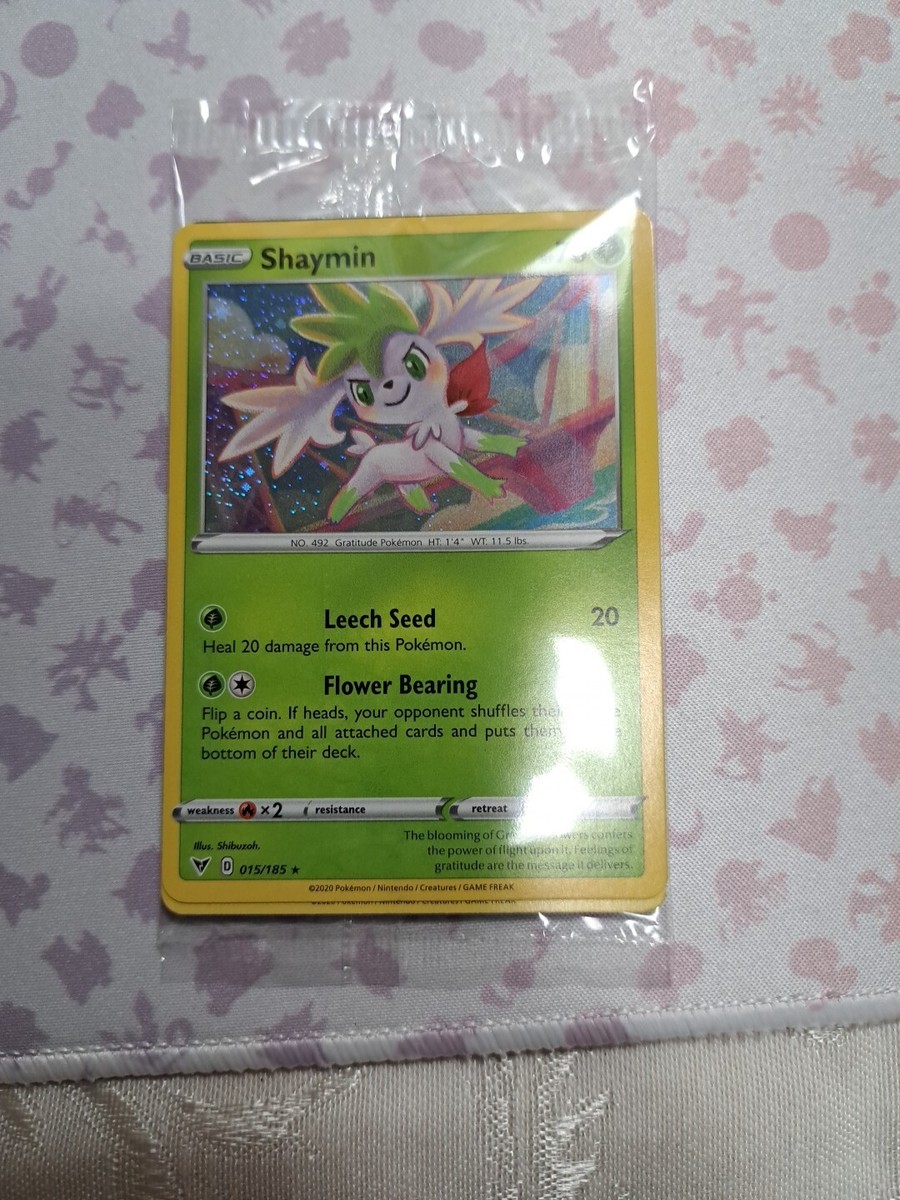 BASIC Shaymin
NO. 492 Gratitude Pokémon HT: 1'4" WT: 11.5 lbs.
Leech Seed 20
Heal 20 damage from this Pokémon.
Flower Bearing
Flip a coin. If heads, your opponent shuffles
Pokémon and all attached cards and puts them
bottom of their deck.
weakness ×2 resistance retreat
Illus. Shibuzoh.
The blooming of
the power of flight upon it. Feelings of
gratitude are the message it delivers.
D 015/185 ★
©2020 Pokémon / Nintendo / Creatures / GAME FREAK